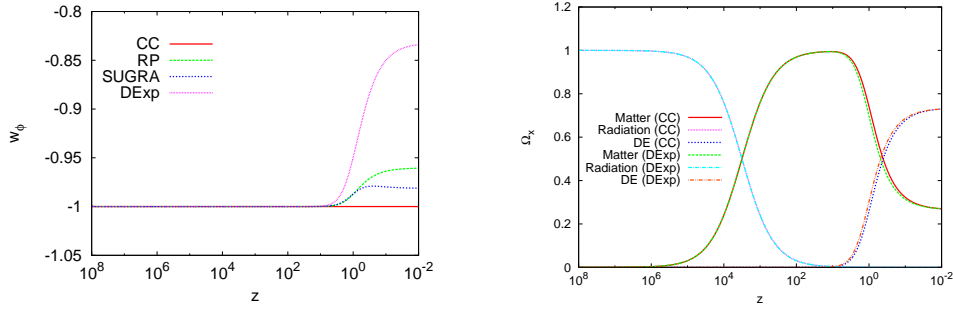 -0.8
-0.85
-0.9
-0.95
-1
-1.05
w_ϕ
CC
RP
SUGRA
DExp
10^8
10^6
10^4
10^2
10^0
10^-2
z
1.2
1
0.8
0.6
0.4
0.2
0
Ω_x
Matter (CC)
Radiation (CC)
DE (CC)
Matter (DExp)
Radiation (DExp)
DE (DExp)
10^8
10^6
10^4
10^2
10^0
10^-2
z